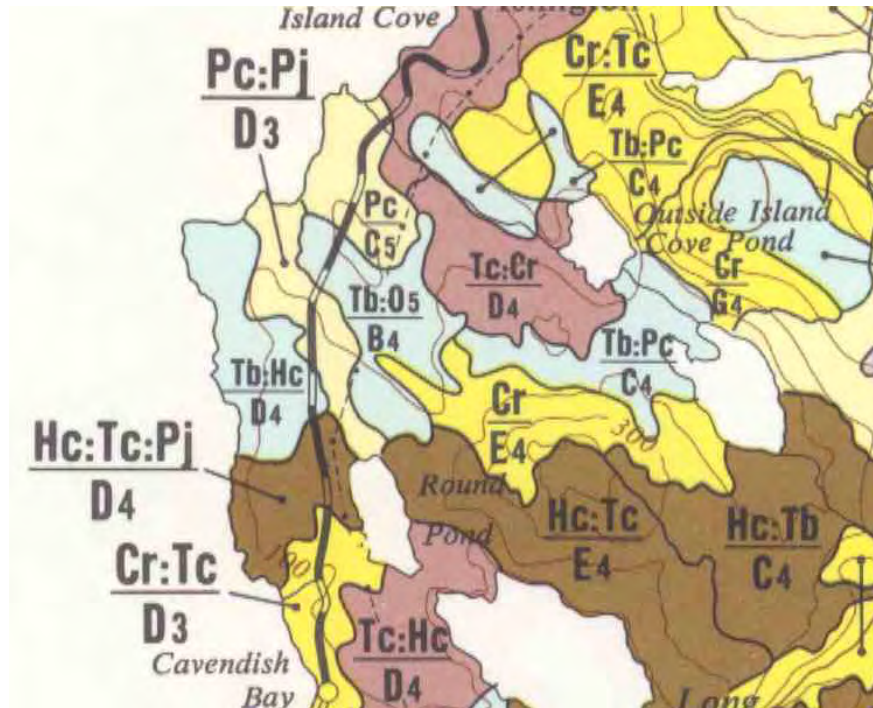 Island Cove
Pc:Pj
D3
Cr:Tc
E4
Tb:Pc
C4
Pc
C5
Outside Island
Cove Pond
Tc:Cr
D4
Cr
G4
Tb:O5
B4
Tb:Pc
C4
Tb:Hc
D4
Cr
E4
300
Hc:Tc:Pj
D4
Round
Pond
Hc:Tc
E4
Hc:Tb
C4
Cr:Tc
D3
Tc:Hc
D4
Cavendish
Bay
Long